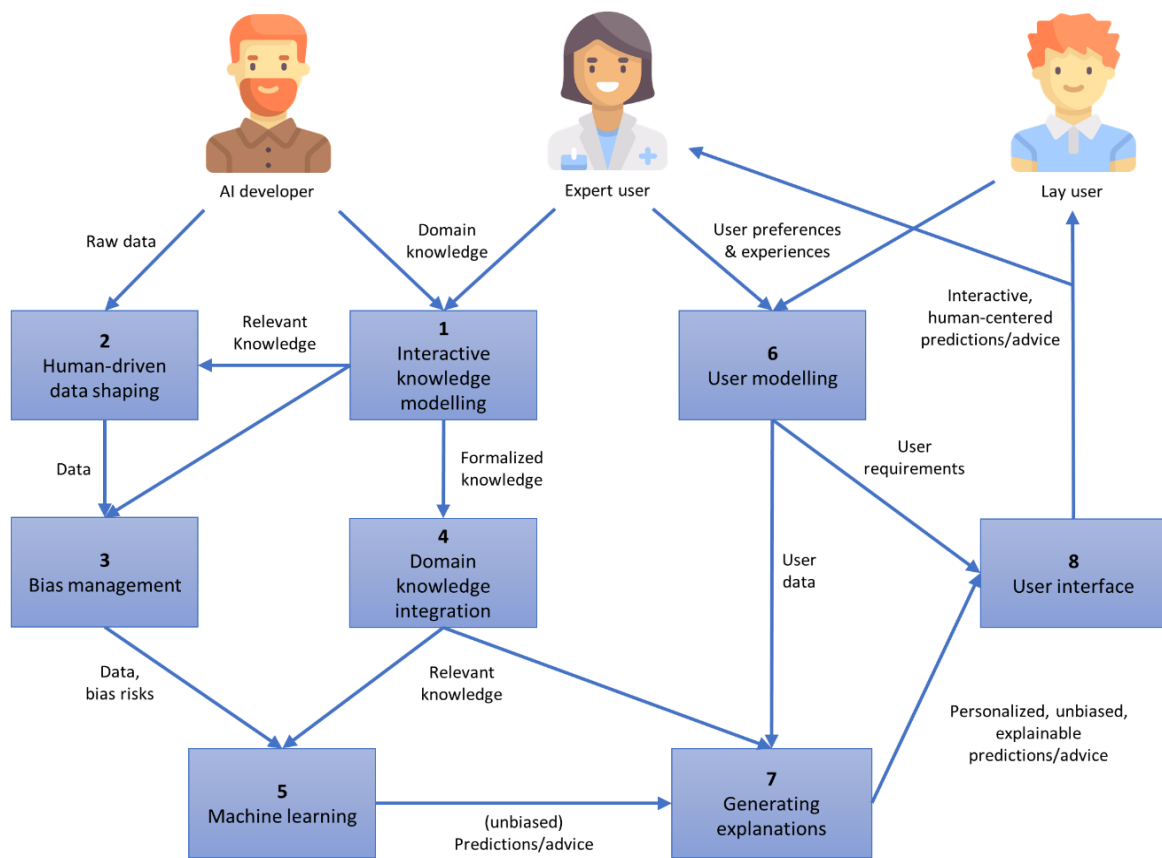 AI developer
Expert user
Lay user
Raw data
Domain
knowledge
User preferences
& experiences
Interactive,
human-centered
predictions/advice
2
Human-driven
data shaping
Relevant
Knowledge
1
Interactive
knowledge
modelling
6
User modelling
Data
Formalized
knowledge
User
requirements
3
Bias management
4
Domain
knowledge
integration
User
data
8
User interface
Data,
bias risks
Relevant
knowledge
Personalized, unbiased,
explainable
predictions/advice
5
Machine learning
(unbiased)
Predictions/advice
7
Generating
explanations